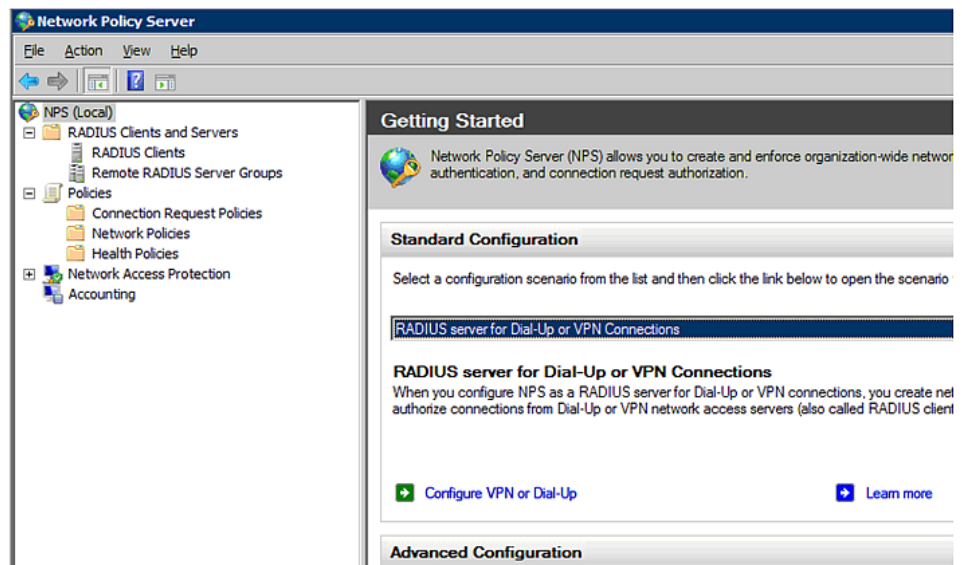 Network Policy Server
File Action View Help
NPS (Local)
RADIUS Clients and Servers
RADIUS Clients
Remote RADIUS Server Groups
Policies
Connection Request Policies
Network Policies
Health Policies
Network Access Protection
Accounting
Getting Started
Network Policy Server (NPS) allows you to create and enforce organization-wide networ
authentication, and connection request authorization.
Standard Configuration
Select a configuration scenario from the list and then click the link below to open the scenario
RADIUS server for Dial-Up or VPN Connections
RADIUS server for Dial-Up or VPN Connections
When you configure NPS as a RADIUS server for Dial-Up or VPN connections, you create net
authorize connections from Dial-Up or VPN network access servers (also called RADIUS client
Configure VPN or Dial-Up Learn more
Advanced Configuration